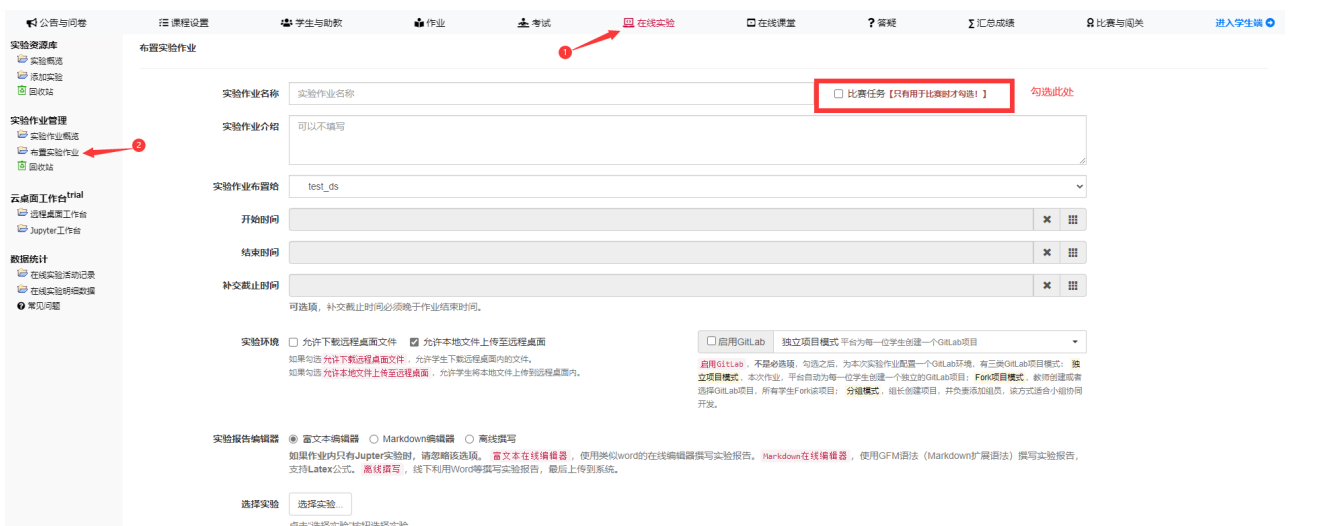 公告与问卷 课程设置 学生与助教 作业 考试 在线实验 在线课堂 答疑 汇总成绩 比赛与闯关 进入学生端
1
实验资源库
实验概览
添加实验
回收站
实验作业管理
实验作业概览
布置实验作业
2
回收站
云桌面工作台trial
远程桌面工作台
Jupyter工作台
数据统计
在线实验活动记录
在线实验明细数据
常见问题
布置实验作业
实验作业名称 实验作业名称 比赛任务【只有用于比赛时才勾选！】 勾选此处
实验作业介绍 可以不填写
实验作业布置给 test_ds
开始时间
结束时间
补交截止时间
可选项，补交截止时间必须晚于作业结束时间。
实验环境 允许下载远程桌面文件 允许本地文件上传至远程桌面
如果勾选 允许下载远程桌面文件 ，允许学生下载远程桌面内的文件。
如果勾选 允许本地文件上传至远程桌面 ，允许学生将本地文件上传到远程桌面内。
启用GitLab 独立项目模式 平台为每一位学生创建一个GitLab项目
启用GitLab ，不是必选项，勾选之后，为本次实验作业配置一个GitLab环境，有三类GitLab项目模式： 独
立项目模式 ，本次作业，平台自动为每一位学生创建一个独立的GitLab项目； Fork项目模式 ，教师创建或者
选择GitLab项目，所有学生Fork该项目； 分组模式 ，组长创建项目，并负责添加组员，该方式适合小组协同
开发。
实验报告编辑器 富文本编辑器 Markdown编辑器 离线撰写
如果作业内只有Jupter实验时，请忽略该选项。 富文本在线编辑器 ，使用类似word的在线编辑器撰写实验报告。 Markdown在线编辑器 ，使用GFM语法（Markdown扩展语法）撰写实验报告，
支持Latex公式。 离线撰写 ，线下利用Word等撰写实验报告，最后上传到系统。
选择实验 选择实验...
点击"选择实验"按钮选择实验